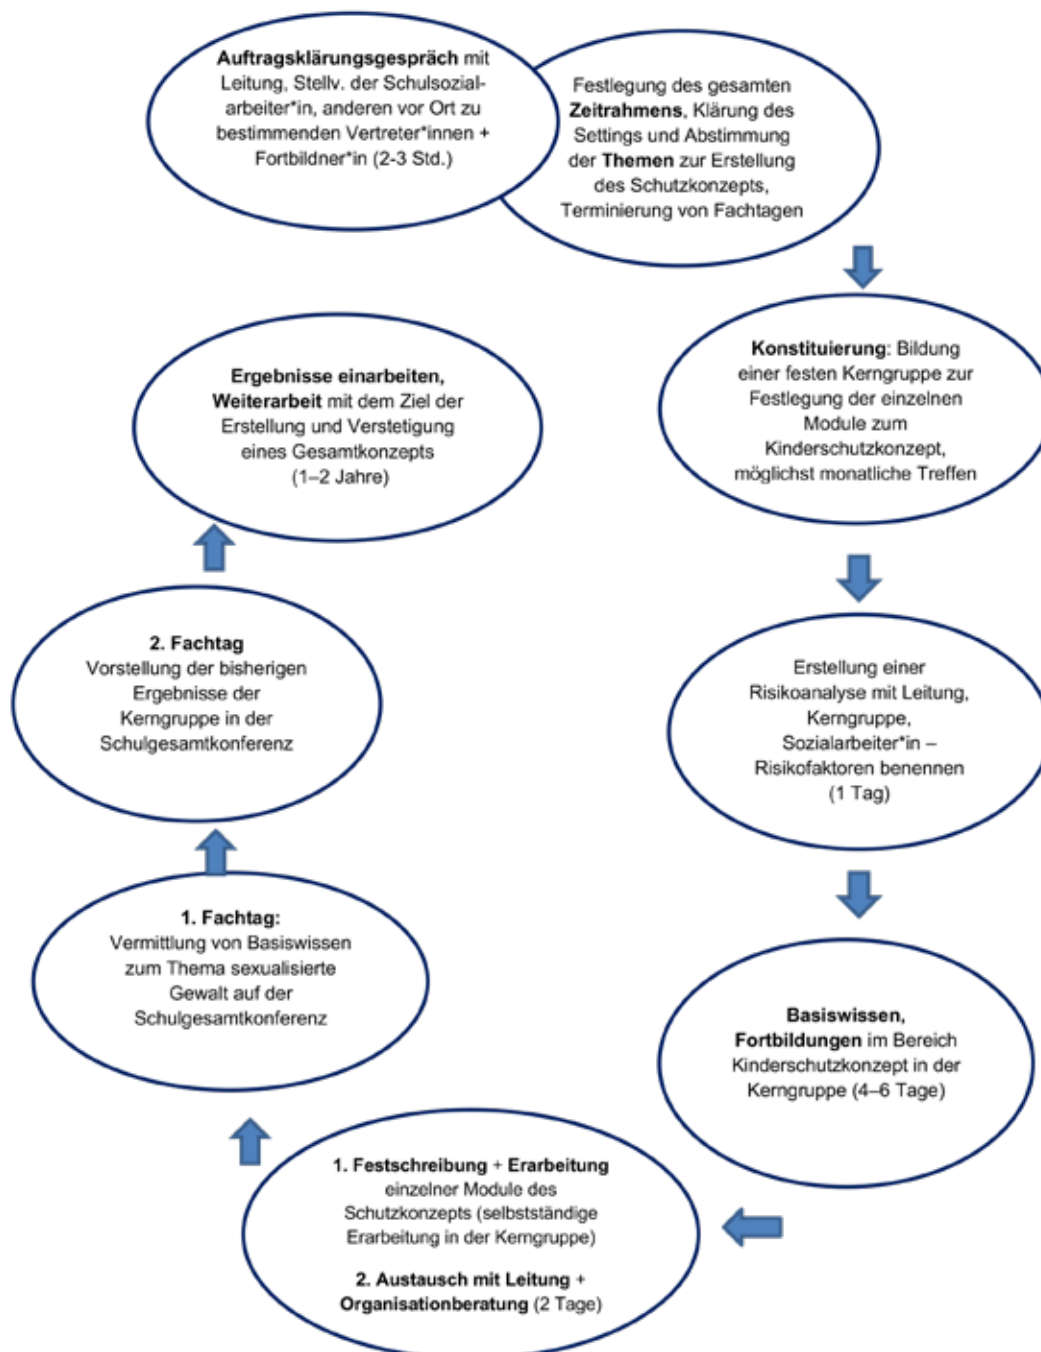 Auftragsklärungsgespräch mit
Leitung, Stellv. der Schulsozial-
arbeiter*in, anderen vor Ort zu
bestimmenden Vertreter*innen +
Fortbildner*in (2-3 Std.)
Festlegung des gesamten
Zeitrahmens, Klärung des
Settings und Abstimmung
der Themen zur Erstellung
des Schutzkonzepts,
Terminierung von Fachtagen
Konstituierung: Bildung
einer festen Kerngruppe zur
Festlegung der einzelnen
Module zum
Kinderschutzkonzept,
möglichst monatliche Treffen
Erstellung einer
Risikoanalyse mit Leitung,
Kerngruppe,
Sozialarbeiter*in –
Risikofaktoren benennen
(1 Tag)
Basiswissen,
Fortbildungen im Bereich
Kinderschutzkonzept in der
Kerngruppe (4–6 Tage)
1. Festschreibung + Erarbeitung
einzelner Module des
Schutzkonzepts (selbstständige
Erarbeitung in der Kerngruppe)
2. Austausch mit Leitung +
Organisationberatung (2 Tage)
1. Fachtag:
Vermittlung von Basiswissen
zum Thema sexualisierte
Gewalt auf der
Schulgesamtkonferenz
2. Fachtag
Vorstellung der bisherigen
Ergebnisse der
Kerngruppe in der
Schulgesamtkonferenz
Ergebnisse einarbeiten,
Weiterarbeit mit dem Ziel der
Erstellung und Verstetigung
eines Gesamtkonzepts
(1–2 Jahre)